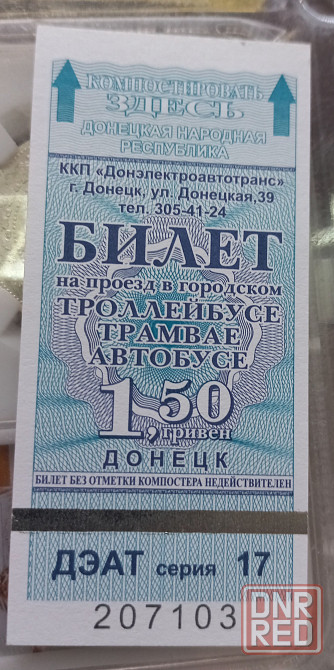 КОМПОСТИРОВАТЬ
ЗДЕСЬ
ДОНЕЦКАЯ НАРОДНАЯ
РЕСПУБЛИКА
ККП «Донэлектроавтотранс»
г. Донецк, ул. Донецкая,39
тел. 305-41-24
БИЛЕТ
на проезд в городском
ТРОЛЛЕЙБУСЕ
ТРАМВАЕ
АВТОБУСЕ
1,50
гривен
ДОНЕЦК
БИЛЕТ БЕЗ ОТМЕТКИ КОМПОСТЕРА НЕДЕЙСТВИТЕЛЕН
ДЭАТ серия 17
207103
DNR
RED